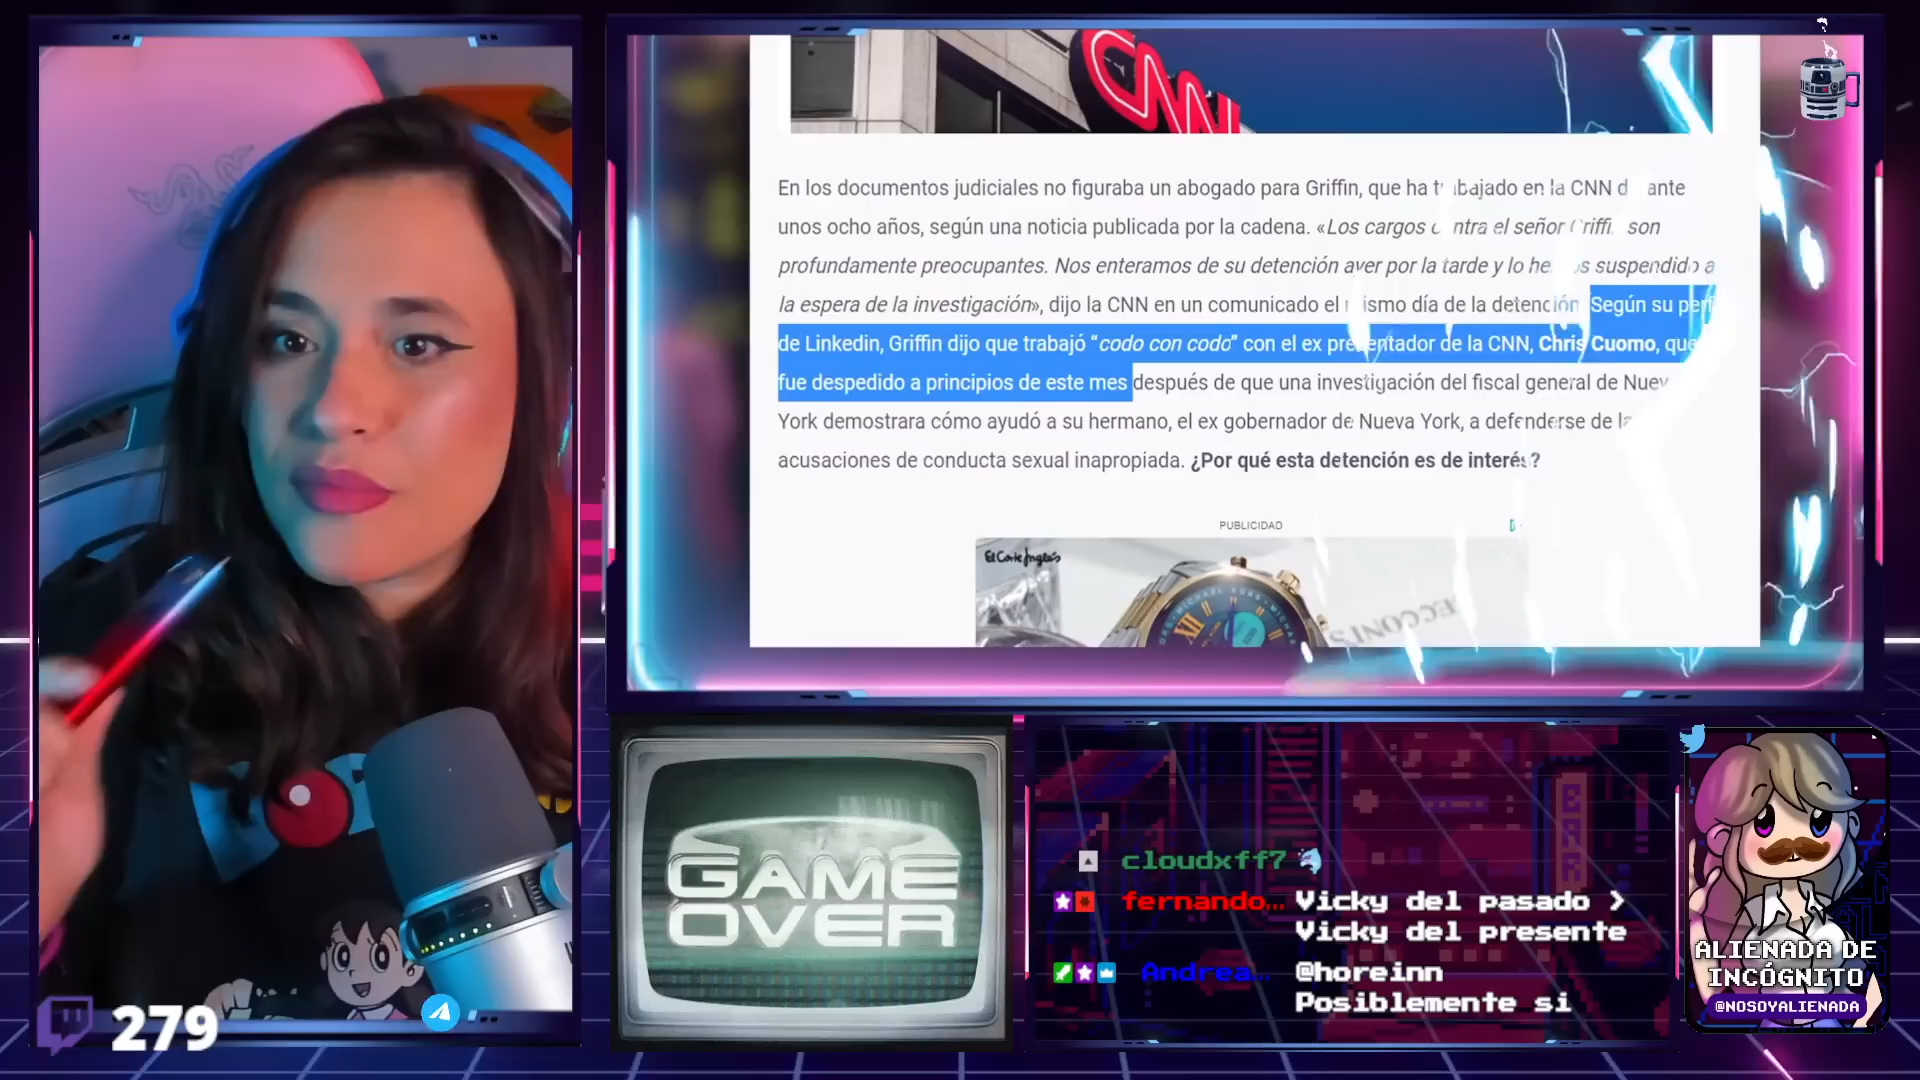 CNN
En los documentos judiciales no figuraba un abogado para Griffin, que ha trabajado en la CNN durante
unos ocho años, según una noticia publicada por la cadena. «Los cargos contra el señor Griffin son
profundamente preocupantes. Nos enteramos de su detención ayer por la tarde y lo hemos suspendido a
la espera de la investigación», dijo la CNN en un comunicado el mismo día de la detención. Según su perfil
de Linkedin, Griffin dijo que trabajó “codo con codo” con el ex presentador de la CNN, Chris Cuomo, que
fue despedido a principios de este mes después de que una investigación del fiscal general de Nueva
York demostrara cómo ayudó a su hermano, el ex gobernador de Nueva York, a defenderse de las
acusaciones de conducta sexual inapropiada. ¿Por qué esta detención es de interés?
PUBLICIDAD
El Corte Inglés
MICHAEL KORS
GAME
OVER
cloudxff7
fernando... Vicky del pasado >
Vicky del presente
Andrea... @horeinn
Posiblemente si
BAR
ALIENADA DE
INCÓGNITO
@NOSOYALIENADA
279